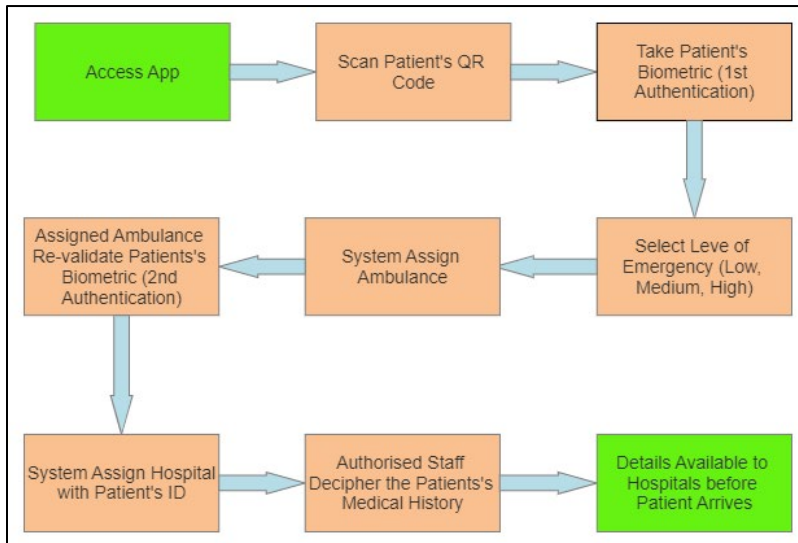 Access App
Scan Patient's QR
Code
Take Patient's
Biometric (1st
Authentication)
Select Leve of
Emergency (Low,
Medium, High)
System Assign
Ambulance
Assigned Ambulance
Re-validate Patients's
Biometric (2nd
Authentication)
System Assign Hospital
with Patient's ID
Authorised Staff
Decipher the Patients's
Medical History
Details Available to
Hospitals before
Patient Arrives